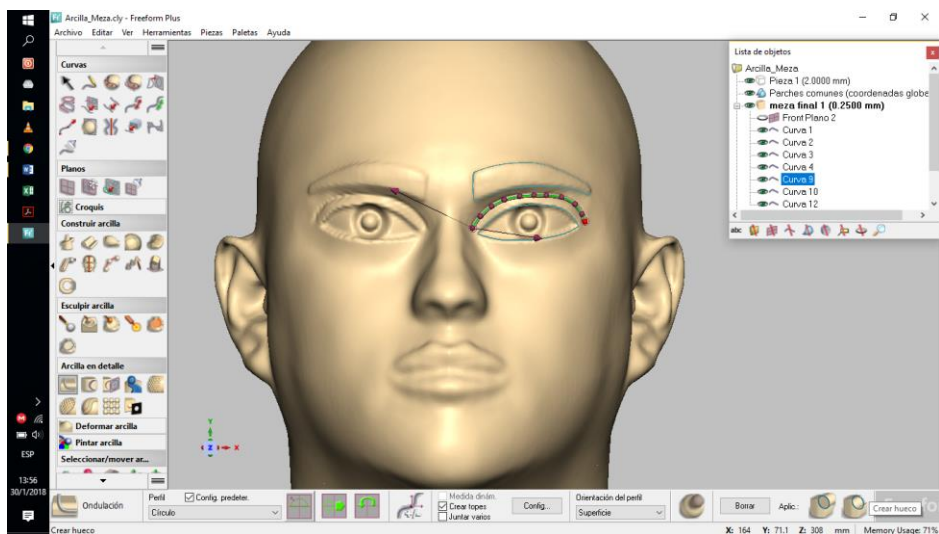 Arcilla_Meza.cly - Freeform Plus
Archivo Editar Ver Herramientas Piezas Paletas Ayuda
Curvas
Planos
Croquis
Construir arcilla
Esculpir arcilla
Arcilla en detalle
Deformar arcilla
Pintar arcilla
Seleccionar/mover ar...
Lista de objetos
Arcilla_Meza
Pieza 1 (2.0000 mm)
Parches comunes (coordenadas globe
meza final 1 (0.2500 mm)
Front Plano 2
Curva 1
Curva 2
Curva 3
Curva 4
Curva 9
Curva 10
Curva 12
abc
Y
Z X
ESP
13:56
30/1/2018
Ondulación
Perfil
Config. predeter.
Círculo
Medida dinám.
Crear topes
Juntar varios
Config...
Orientación del perfil
Superficie
Borrar
Aplic.:
Crear hueco
Crear hueco
X: 164 Y: 71.1 Z: 308 mm Memory Usage: 71%